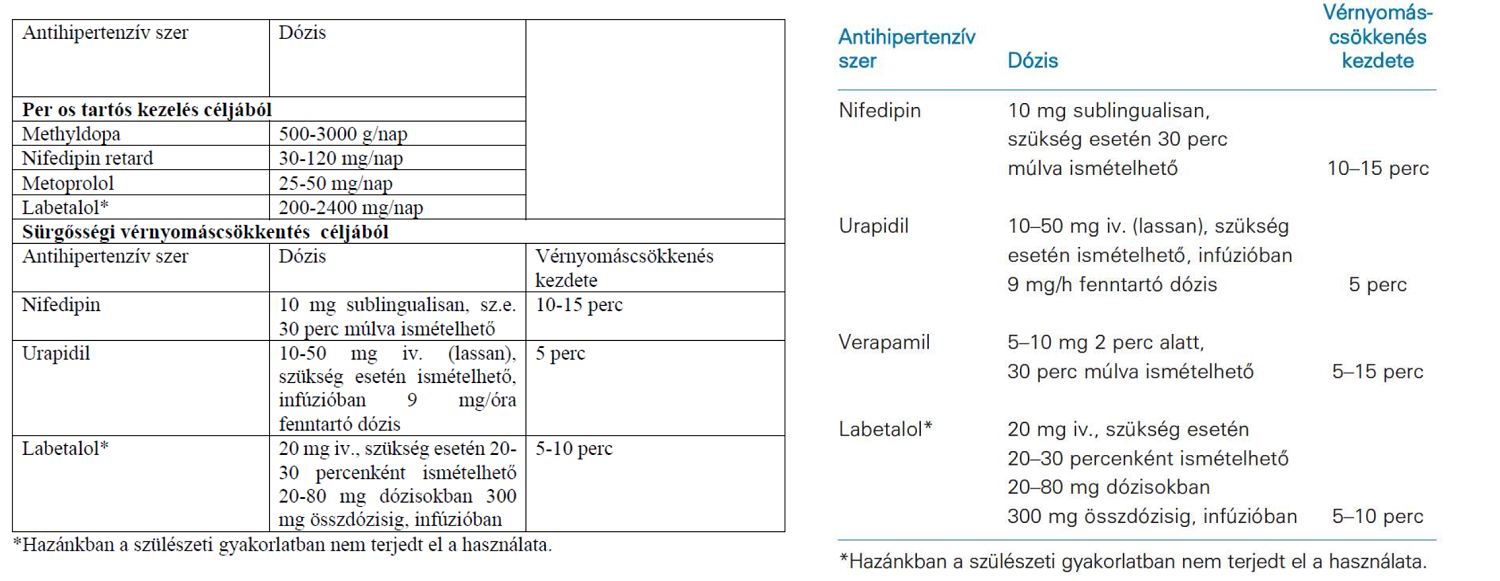 Antihipertenzív szer Dózis
Per os tartós kezelés céljából
Methyldopa 500-3000 g/nap
Nifedipin retard 30-120 mg/nap
Metoprolol 25-50 mg/nap
Labetalol* 200-2400 mg/nap
Sürgősségi vérnyomáscsökkentés céljából
Antihipertenzív szer Dózis Vérnyomáscsökkenés
kezdete
Nifedipin 10 mg sublingualisan, sz.e. 10-15 perc
30 perc múlva ismételhető
Urapidil 10-50 mg iv. (lassan), 5 perc
szükség esetén ismételhető,
infúzióban 9 mg/óra
fenntartó dózis
Labetalol* 20 mg iv., szükség esetén 20- 5-10 perc
30 percenként ismételhető
20-80 mg dózisokban 300
mg összdózisig, infúzióban
*Hazánkban a szülészeti gyakorlatban nem terjedt el a használata.
Vérnyomás-
Antihipertenzív csökkenés
szer Dózis kezdete
Nifedipin 10 mg sublingualisan,
szükség esetén 30 perc
múlva ismételhető 10–15 perc
Urapidil 10–50 mg iv. (lassan), szükség
esetén ismételhető, infúzióban
9 mg/h fenntartó dózis 5 perc
Verapamil 5–10 mg 2 perc alatt,
30 perc múlva ismételhető 5–15 perc
Labetalol* 20 mg iv., szükség esetén
20–30 percenként ismételhető
20–80 mg dózisokban
300 mg összdózisig, infúzióban 5–10 perc
*Hazánkban a szülészeti gyakorlatban nem terjedt el a használata.